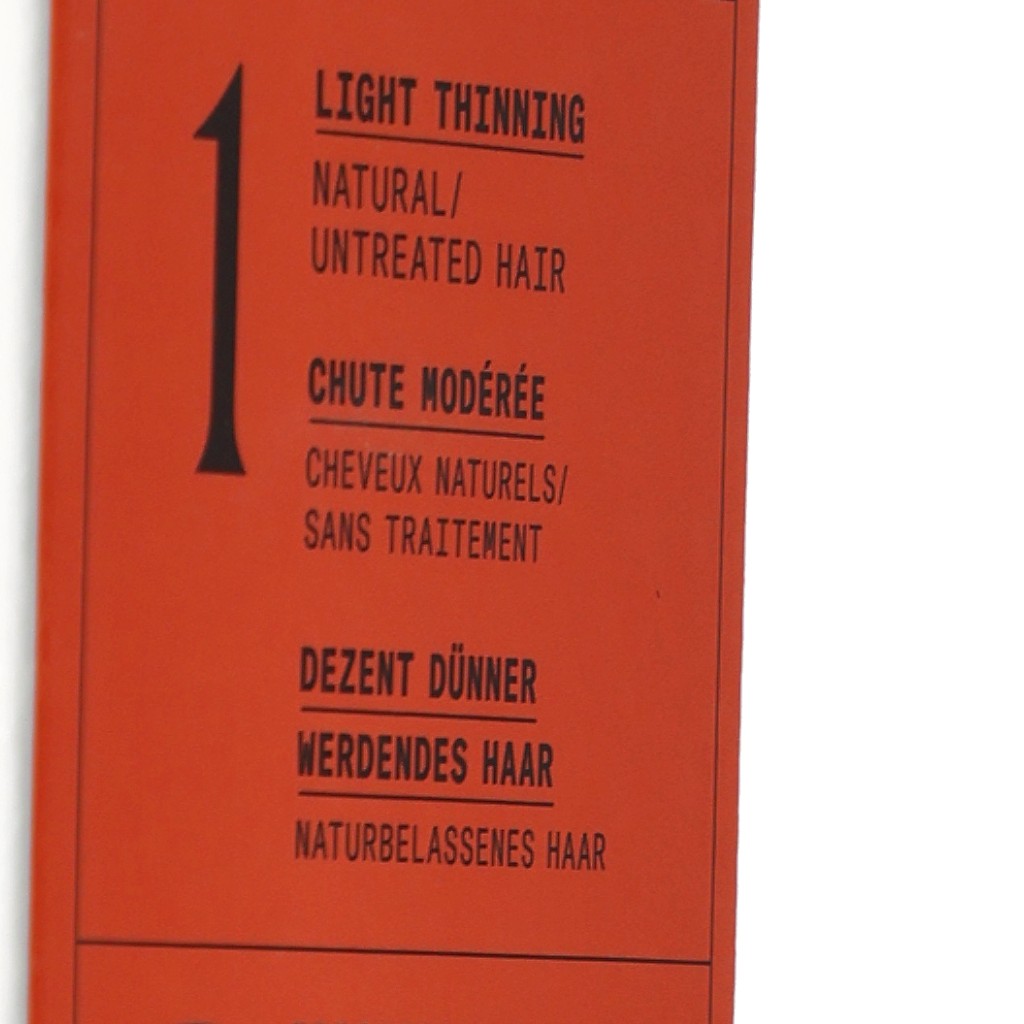 1
LIGHT THINNING
NATURAL/
UNTREATED HAIR
CHUTE MODÉRÉE
CHEVEUX NATURELS/
SANS TRAITEMENT
DEZENT DÜNNER
WERDENDES HAAR
NATURBELASSENES HAAR